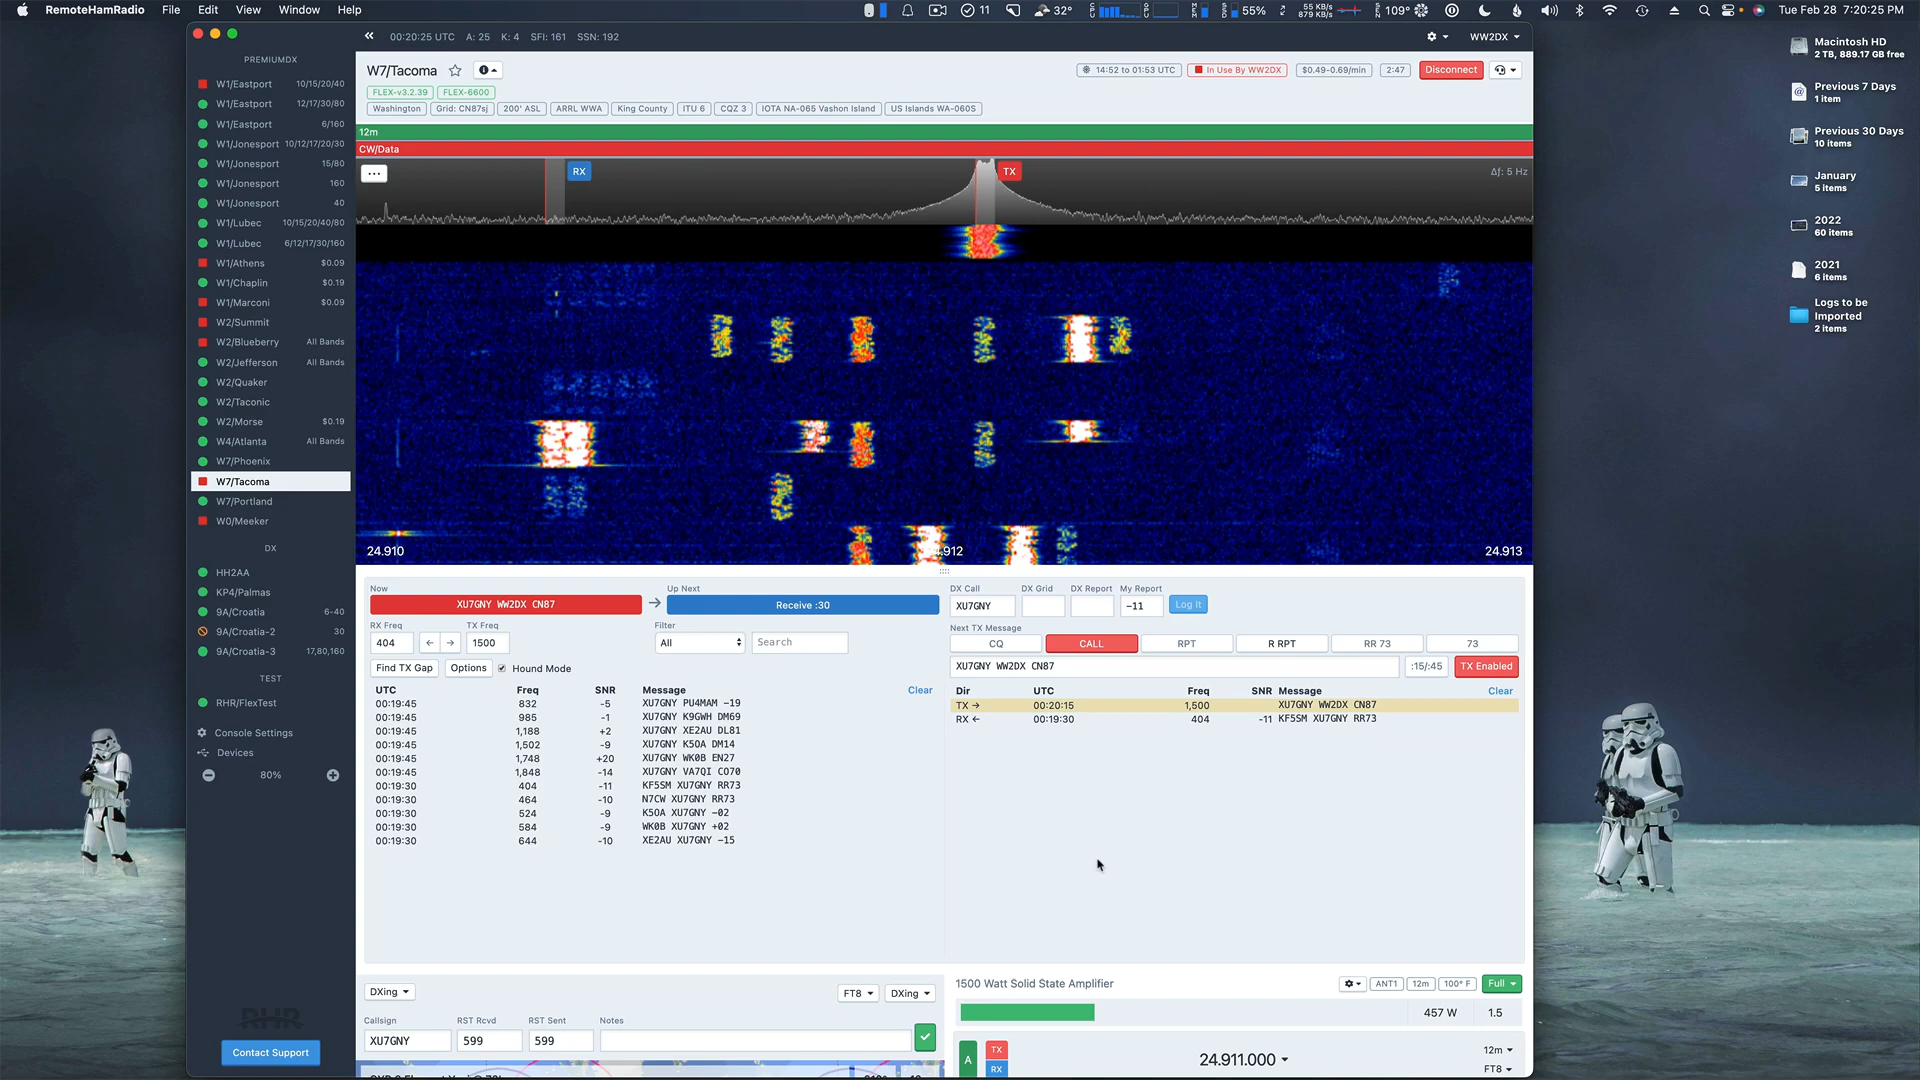 RemoteHamRadio File Edit View Window Help
11 32° 55% 55 KB/s 879 KB/s 109° Tue Feb 28 7:20:25 PM
00:20:25 UTC A: 25 K: 4 SFI: 161 SSN: 192 WW2DX
PREMIUMDX
W1/Eastport 10/15/20/40
W1/Eastport 12/17/30/80
W1/Eastport 6/160
W1/Jonesport 10/12/17/20/30
W1/Jonesport 15/80
W1/Jonesport 160
W1/Jonesport 40
W1/Lubec 10/15/20/40/80
W1/Lubec 6/12/17/30/160
W1/Athens $0.09
W1/Chaplin $0.19
W1/Marconi $0.09
W2/Summit
W2/Blueberry All Bands
W2/Jefferson All Bands
W2/Quaker
W2/Taconic
W2/Morse $0.19
W4/Atlanta All Bands
W7/Phoenix
W7/Tacoma
W7/Portland
W0/Meeker
DX
HH2AA
KP4/Palmas
9A/Croatia 6-40
9A/Croatia-2 30
9A/Croatia-3 17,80,160
TEST
RHR/FlexTest
Console Settings
Devices
80%
RHR
Contact Support
W7/Tacoma
14:52 to 01:53 UTC In Use By WW2DX $0.49-0.69/min 2:47 Disconnect
FLEX-v3.2.39 FLEX-6600
Washington Grid: CN87sj 200' ASL ARRL WWA King County ITU 6 CQZ 3 IOTA NA-065 Vashon Island US Islands WA-060S
12m
CW/Data
... RX TX Δƒ: 5 Hz
24.910 .912 24.913
Now Up Next
XU7GNY WW2DX CN87 → Receive :30
RX Freq TX Freq Filter
404 ← → 1500 All Search
Find TX Gap Options Hound Mode
UTC Freq SNR Message Clear
00:19:45 832 -5 XU7GNY PU4MAM -19
00:19:45 985 -1 XU7GNY K9GWH DM69
00:19:45 1,188 +2 XU7GNY XE2AU DL81
00:19:45 1,502 -9 XU7GNY K5OA DM14
00:19:45 1,748 +20 XU7GNY WK0B EN27
00:19:45 1,848 -14 XU7GNY VA7QI CO70
00:19:30 404 -11 KF5SM XU7GNY RR73
00:19:30 464 -10 N7CW XU7GNY RR73
00:19:30 524 -9 K5OA XU7GNY -02
00:19:30 584 -9 WK0B XU7GNY +02
00:19:30 644 -10 XE2AU XU7GNY -15
DX Call DX Grid DX Report My Report
XU7GNY -11 Log It
Next TX Message
CQ CALL RPT R RPT RR 73 73
XU7GNY WW2DX CN87 :15/:45 TX Enabled
Dir UTC Freq SNR Message Clear
TX → 00:20:15 1,500 XU7GNY WW2DX CN87
RX ← 00:19:30 404 -11 KF5SM XU7GNY RR73
DXing FT8 DXing
Callsign RST Rcvd RST Sent Notes
XU7GNY 599 599
1500 Watt Solid State Amplifier ANT1 12m 100° F Full
457 W 1.5
A TX RX 24.911.000 12m FT8
Macintosh HD
2 TB, 889.17 GB free
Previous 7 Days
1 item
Previous 30 Days
10 items
January
5 items
2022
60 items
2021
6 items
Logs to be
Imported
2 items